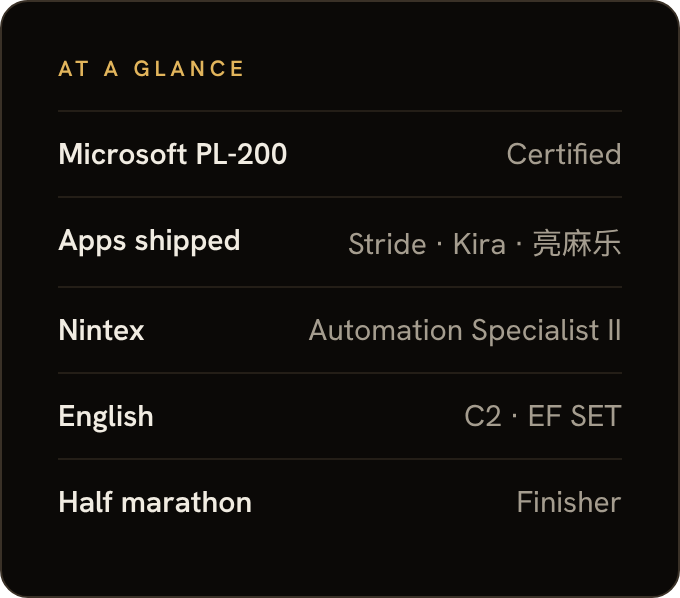 AT A GLANCE
Microsoft PL-200 Certified
Apps shipped Stride · Kira · 亮麻乐
Nintex Automation Specialist II
English C2 · EF SET
Half marathon Finisher